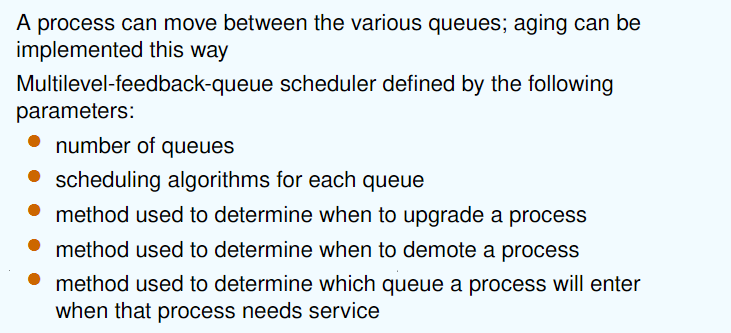 A process can move between the various queues; aging can be
implemented this way
Multilevel-feedback-queue scheduler defined by the following
parameters:
number of queues
scheduling algorithms for each queue
method used to determine when to upgrade a process
method used to determine when to demote a process
method used to determine which queue a process will enter
when that process needs service